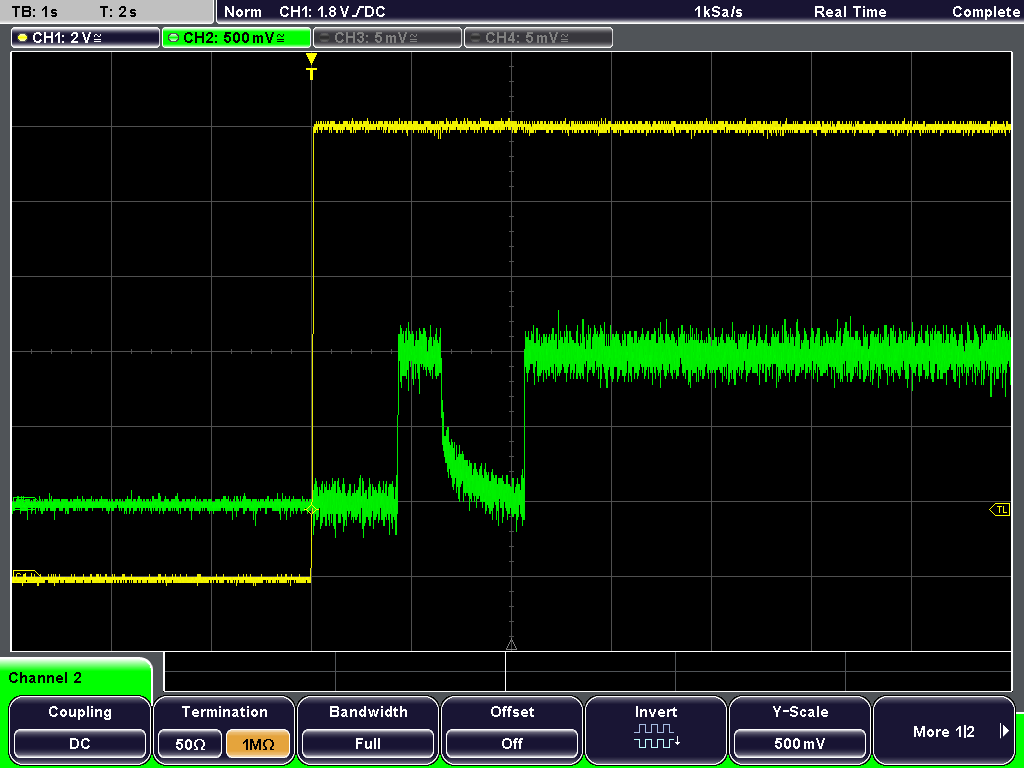 TB: 1s T: 2s Norm CH1: 1.8 V DC 1kSa/s Real Time Complete
CH1: 2 V≅ CH2: 500 mV≅ CH3: 5 mV≅ CH4: 5 mV≅
T
TL
Channel 2
Coupling Termination Bandwidth Offset Invert Y-Scale More 1|2
DC 50Ω 1MΩ Full Off 500 mV